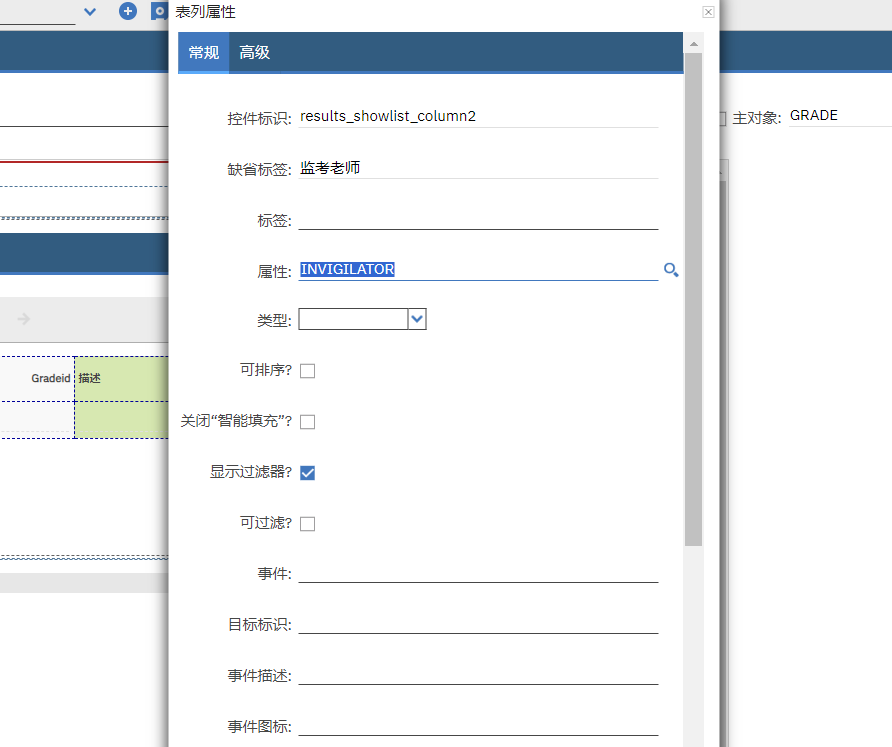 表列属性
常规 高级
控件标识: results_showlist_column2
主对象: GRADE
缺省标签: 监考老师
标签:
属性: INVIGILATOR
类型:
可排序?
Gradeid 描述
关闭“智能填充”?
显示过滤器?
可过滤?
事件:
目标标识:
事件描述:
事件图标: